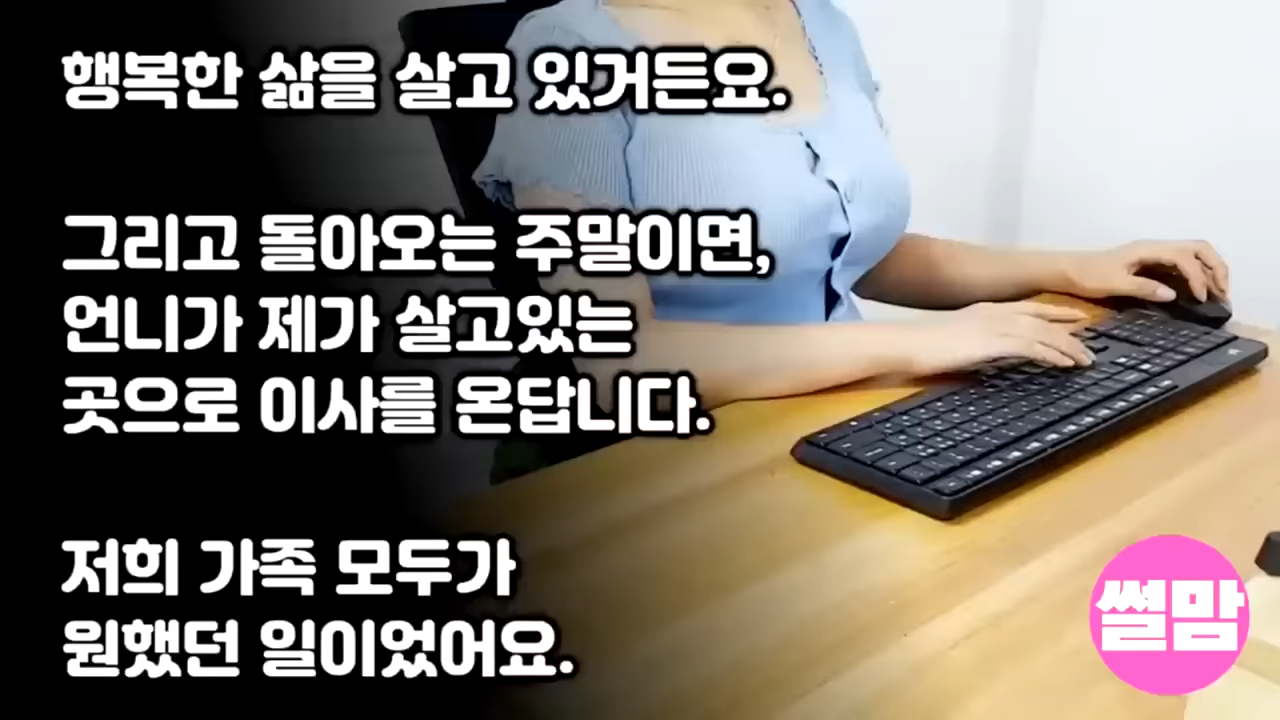 행복한 삶을 살고 있거든요.
그리고 돌아오는 주말이면,
언니가 제가 살고있는
곳으로 이사를 온답니다.
저희 가족 모두가
원했던 일이었어요.
썰맘